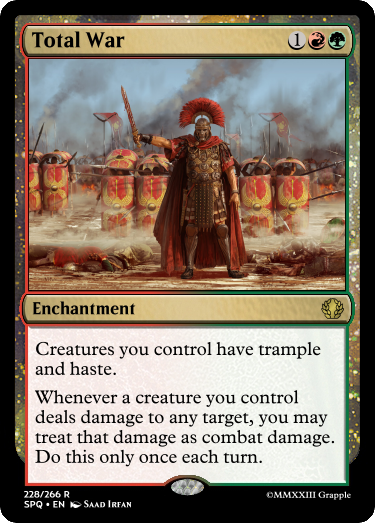 Total War 1
Enchantment
Creatures you control have trample
and haste.
Whenever a creature you control
deals damage to any target, you may
treat that damage as combat damage.
Do this only once each turn.
228/266 R
SPQ • EN Saad Irfan
©MMXXIII Grapple